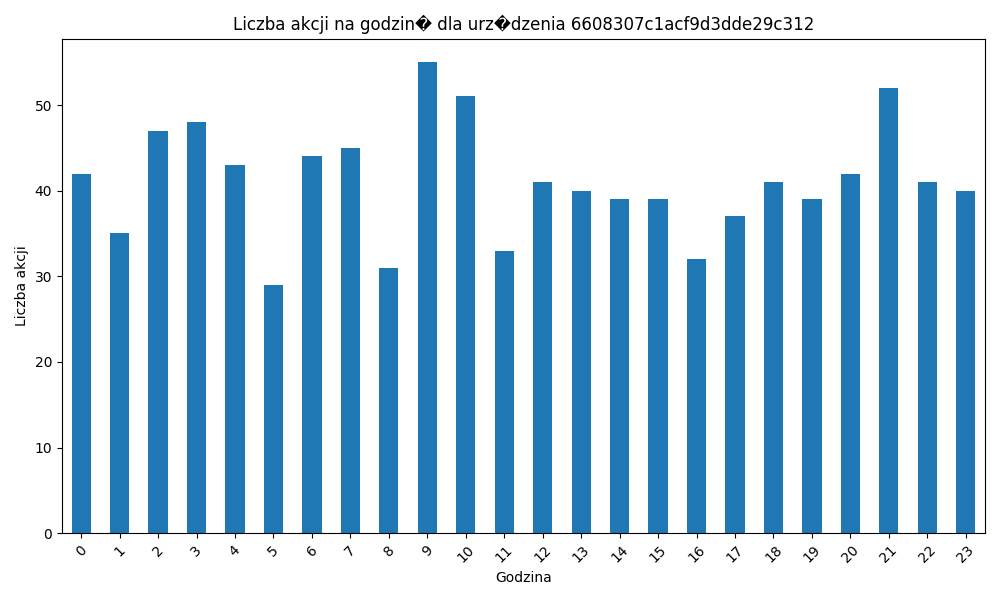 Liczba akcji na godzin� dla urz�dzenia 6608307c1acf9d3dde29c312
Liczba akcji
50
40
30
20
10
0
0 1 2 3 4 5 6 7 8 9 10 11 12 13 14 15 16 17 18 19 20 21 22 23
Godzina